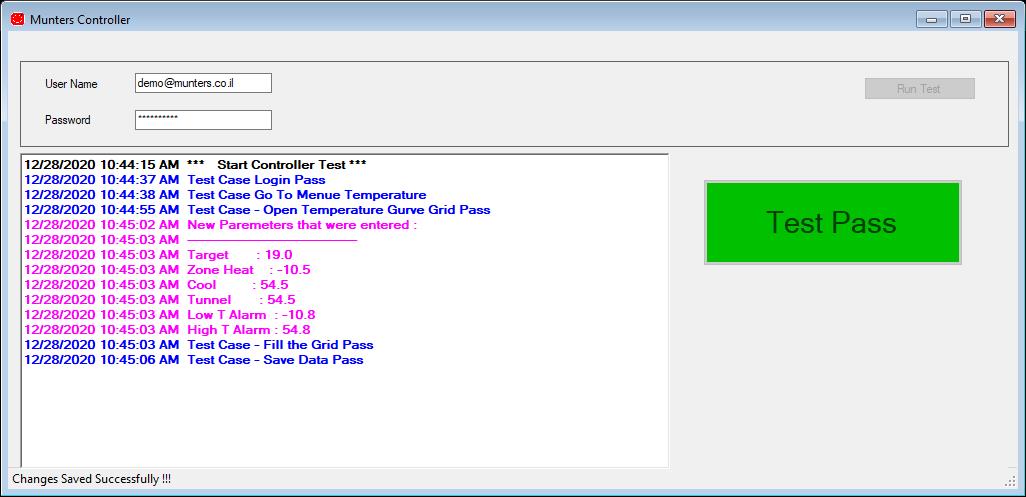 Munters Controller
User Name demo@munters.co.il Run Test
Password **********
12/28/2020 10:44:15 AM *** Start Controller Test ***
12/28/2020 10:44:37 AM Test Case Login Pass
12/28/2020 10:44:38 AM Test Case Go To Menue Temperature
12/28/2020 10:44:55 AM Test Case - Open Temperature Gurve Grid Pass
12/28/2020 10:45:02 AM New Paremeters that were entered :
12/28/2020 10:45:03 AM ------------------------------------
12/28/2020 10:45:03 AM Target : 19.0
12/28/2020 10:45:03 AM Zone Heat : -10.5
12/28/2020 10:45:03 AM Cool : 54.5
12/28/2020 10:45:03 AM Tunnel : 54.5
12/28/2020 10:45:03 AM Low T Alarm : -10.8
12/28/2020 10:45:03 AM High T Alarm : 54.8
12/28/2020 10:45:03 AM Test Case - Fill the Grid Pass
12/28/2020 10:45:06 AM Test Case - Save Data Pass
Test Pass
Changes Saved Successfully !!!